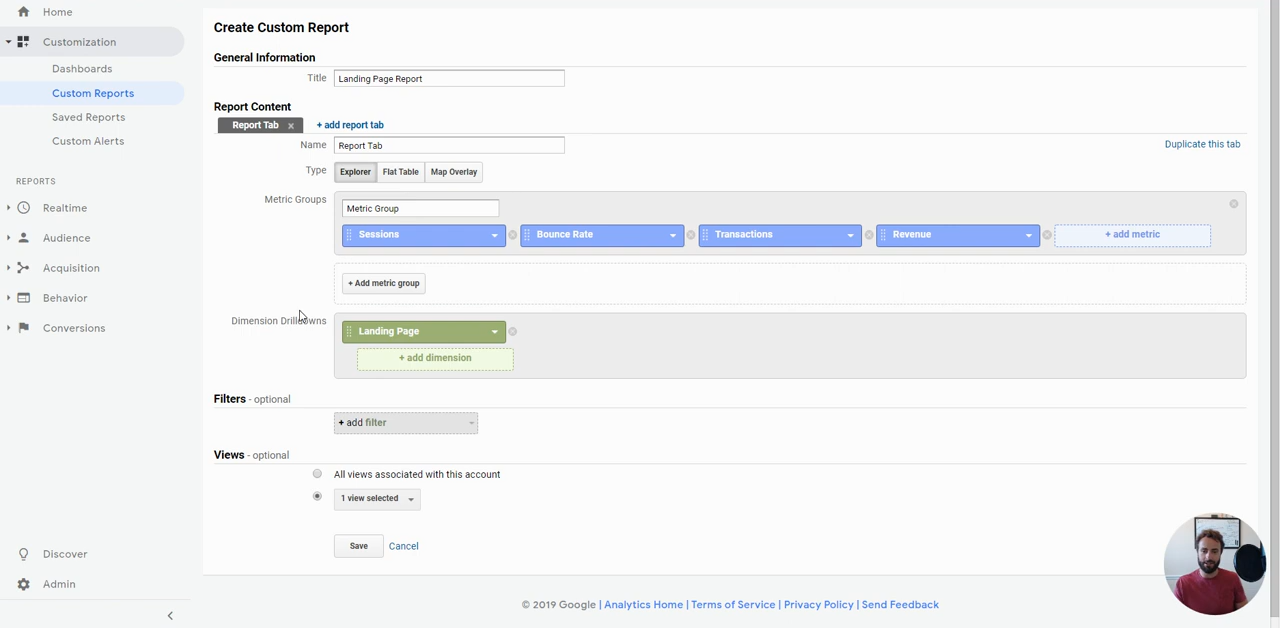 Home
Customization
Dashboards
Custom Reports
Saved Reports
Custom Alerts
REPORTS
Realtime
Audience
Acquisition
Behavior
Conversions
Discover
Admin
Create Custom Report
General Information
Title Landing Page Report
Report Content
Report Tab x + add report tab
Name Report Tab Duplicate this tab
Type Explorer Flat Table Map Overlay
Metric Groups
Metric Group
Sessions Bounce Rate Transactions Revenue + add metric
+ Add metric group
Dimension Drilldowns
Landing Page
+ add dimension
Filters - optional
+ add filter
Views - optional
All views associated with this account
1 view selected
Save Cancel
© 2019 Google | Analytics Home | Terms of Service | Privacy Policy | Send Feedback